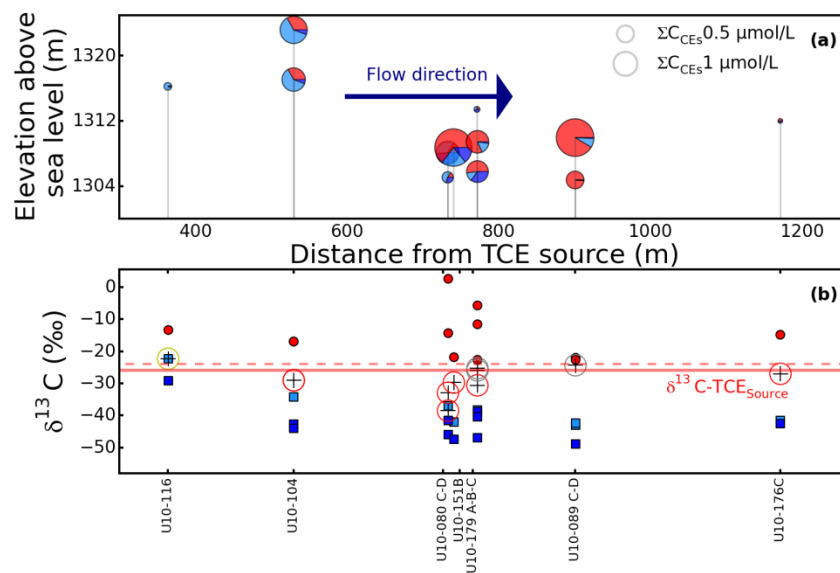 (a)
ΣC_CEs 0.5 μmol/L
ΣC_CEs 1 μmol/L
Flow direction
Elevation above
sea level (m)
1320
1312
1304
400 600 800 1000 1200
Distance from TCE source (m)
(b)
δ¹³C (‰)
0
−10
−20
−30
−40
−50
δ¹³C-TCE_Source
U10-116
U10-104
U10-080 C-D
U10-151B
U10-179 A-B-C
U10-089 C-D
U10-176C